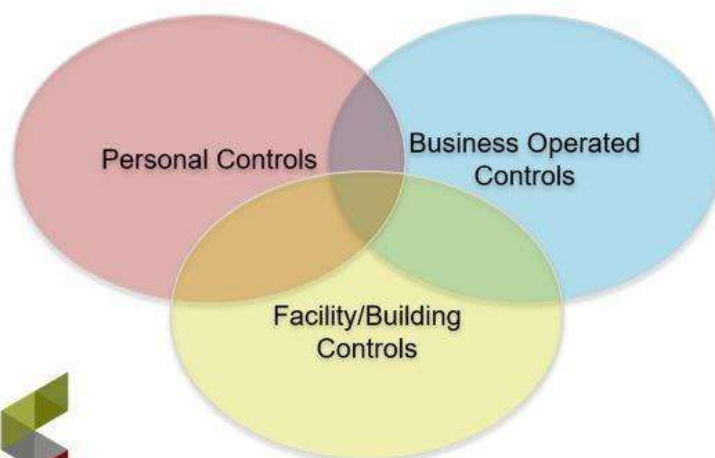 Personal Controls
Business Operated
Controls
Facility/Building
Controls